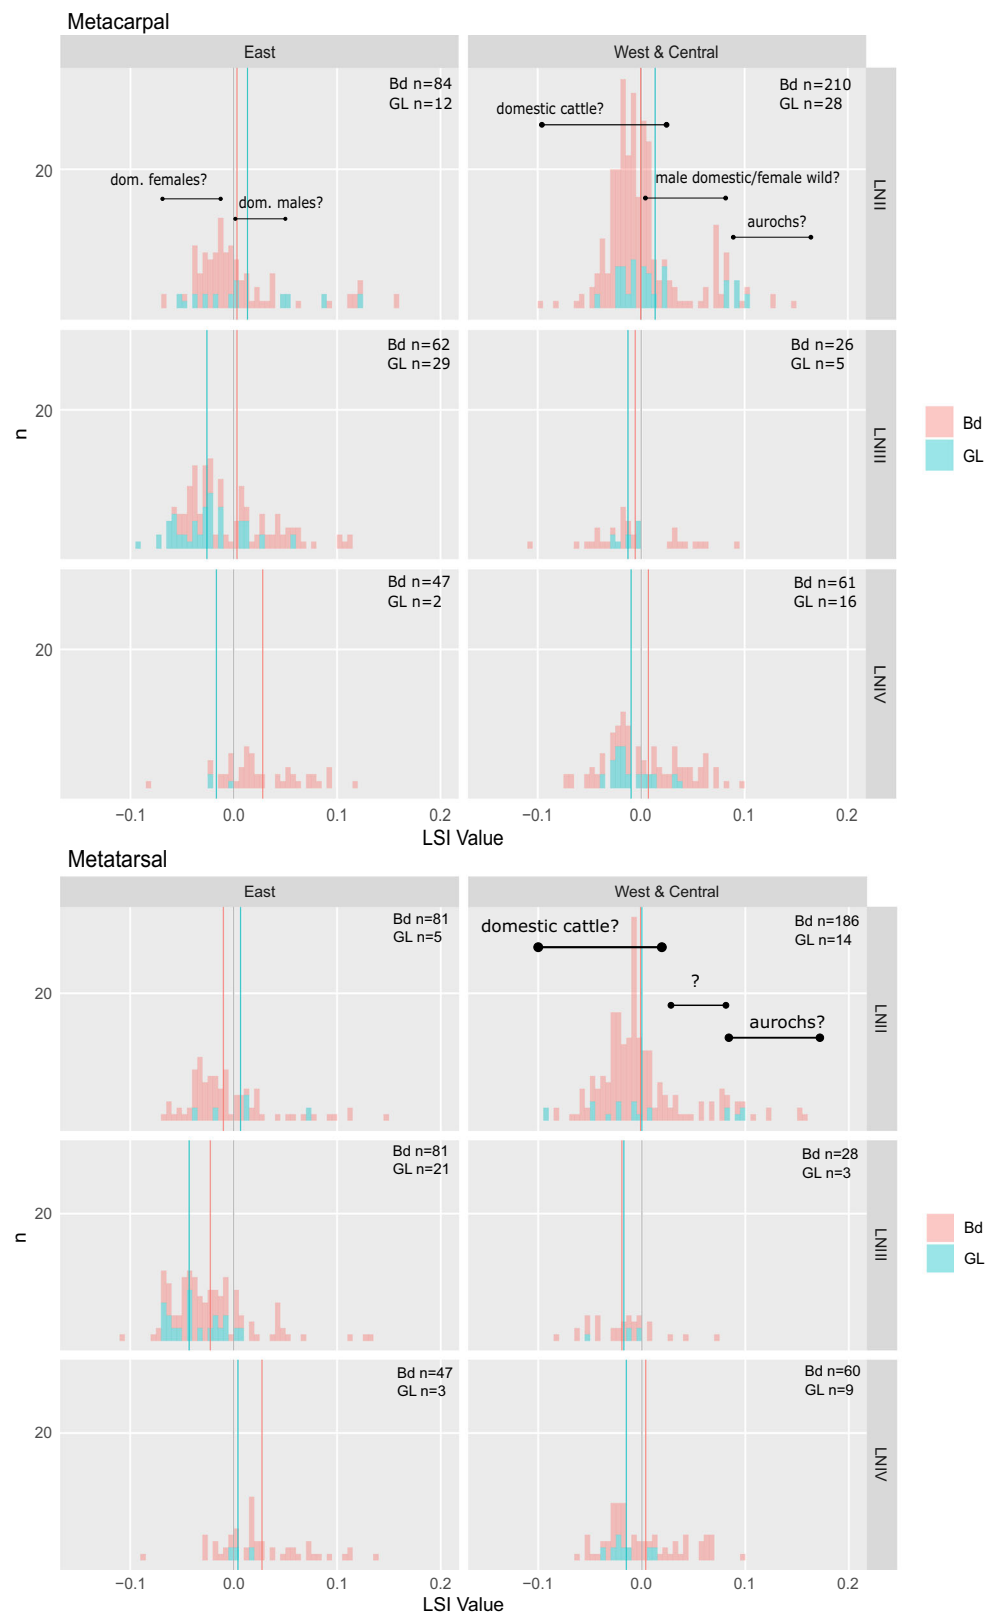 Metacarpal
East
West & Central
Bd n=84
GL n=12
dom. females?
dom. males?
20
Bd n=210
GL n=28
domestic cattle?
male domestic/female wild?
aurochs?
LNII
Bd n=62
GL n=29
20
Bd n=26
GL n=5
LNIII
n
Bd
GL
Bd n=47
GL n=2
20
Bd n=61
GL n=16
LNIV
−0.1 0.0 0.1 0.2
−0.1 0.0 0.1 0.2
LSI Value
Metatarsal
East
West & Central
Bd n=81
GL n=5
20
Bd n=186
GL n=14
domestic cattle?
?
aurochs?
LNII
Bd n=81
GL n=21
20
Bd n=28
GL n=3
LNIII
n
Bd
GL
Bd n=47
GL n=3
20
Bd n=60
GL n=9
LNIV
−0.1 0.0 0.1 0.2
−0.1 0.0 0.1 0.2
LSI Value